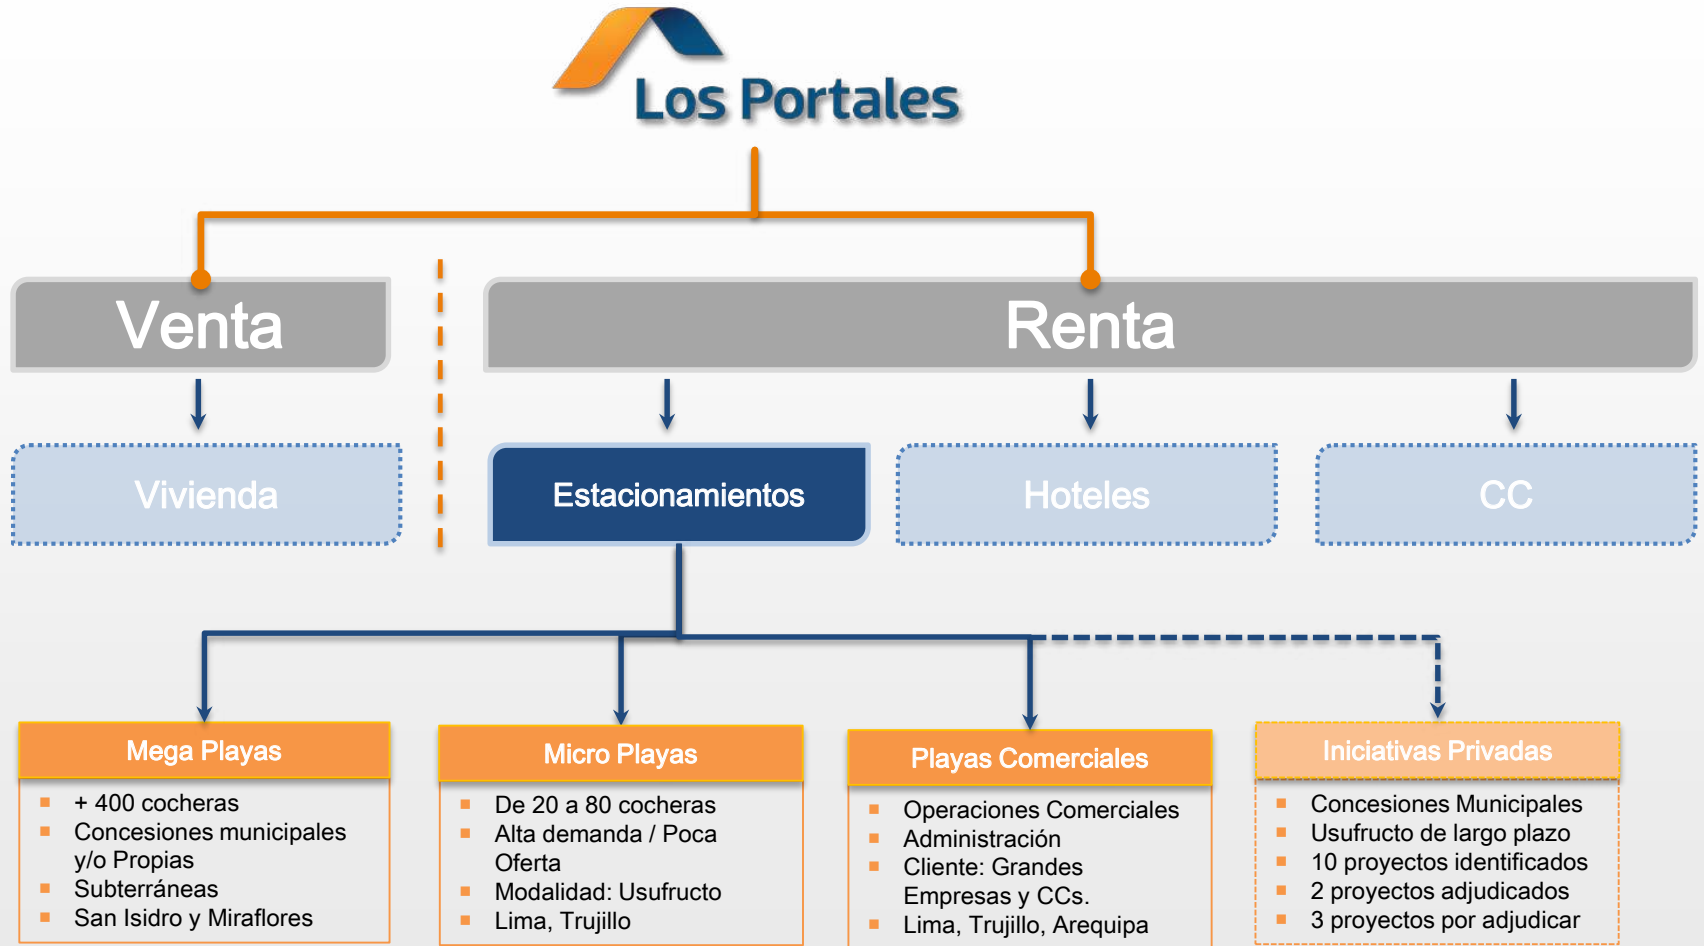 Los Portales
Venta
Renta
Vivienda
Estacionamientos
Hoteles
CC
Mega Playas
+ 400 cocheras
Concesiones municipales
y/o Propias
Subterráneas
San Isidro y Miraflores
Micro Playas
De 20 a 80 cocheras
Alta demanda / Poca
Oferta
Modalidad: Usufructo
Lima, Trujillo
Playas Comerciales
Operaciones Comerciales
Administración
Cliente: Grandes
Empresas y CCs.
Lima, Trujillo, Arequipa
Iniciativas Privadas
Concesiones Municipales
Usufructo de largo plazo
10 proyectos identificados
2 proyectos adjudicados
3 proyectos por adjudicar